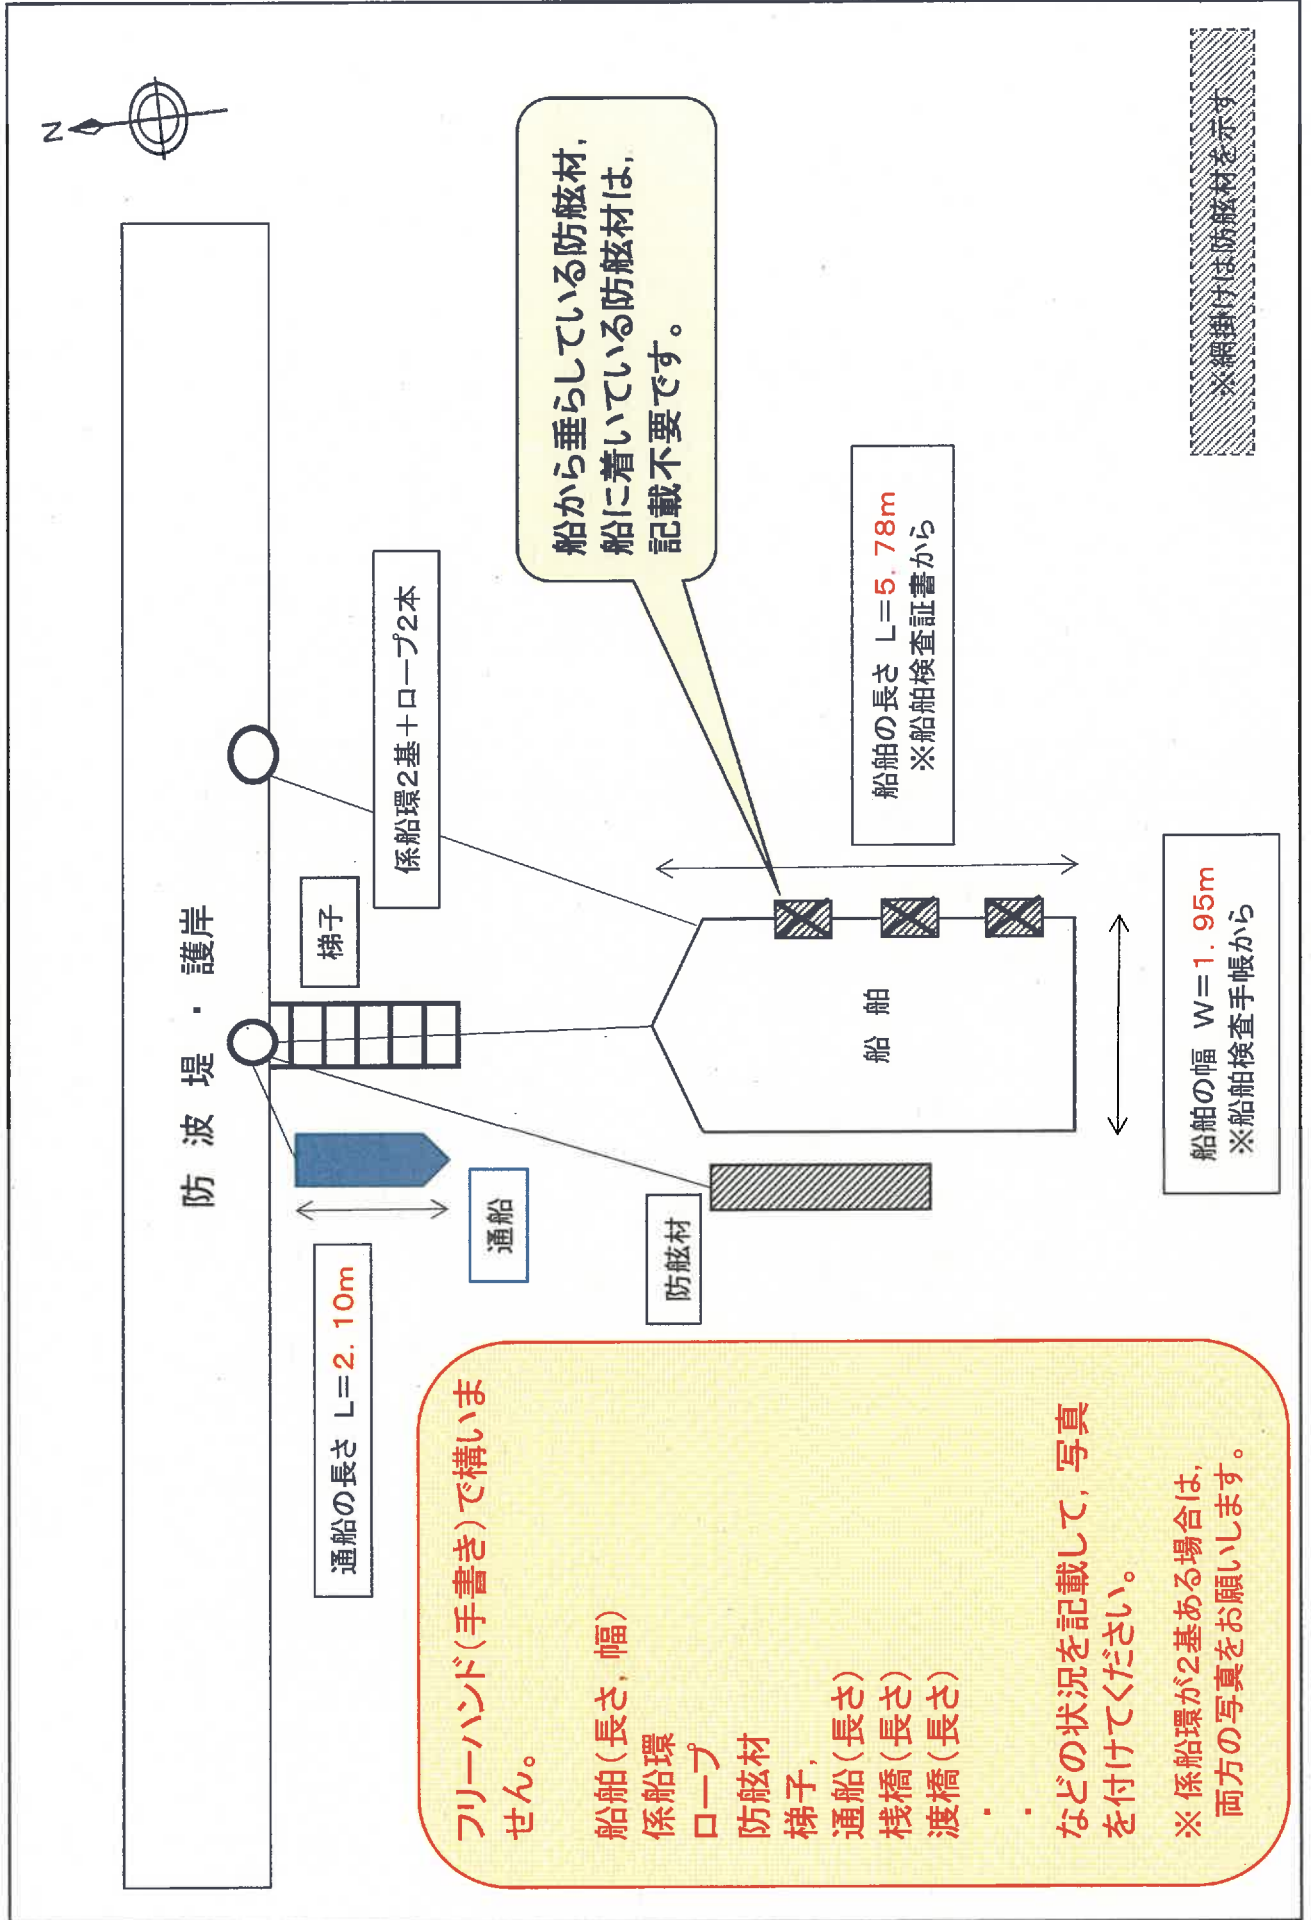 N
防 波 堤 ・ 護岸
梯子
係船環2基＋ロープ2本
通船の長さ L＝2．10m
通船
防舷材
船 舶
船から垂らしている防舷材，
船に着いている防舷材は，
記載不要です。
船舶の長さ L＝5．78m
※船舶検査証書から
船舶の幅 W＝1．95m
※船舶検査手帳から
※網掛けは防舷材を示す
フリーハンド（手書き）で構いま
せん。
船舶（長さ，幅）
係船環
ロープ
防舷材
梯子，
通船（長さ）
桟橋（長さ）
渡橋（長さ）
・
・
などの状況を記載して，写真
を付けてください。
※ 係船環が2基ある場合は，
両方の写真をお願いします。